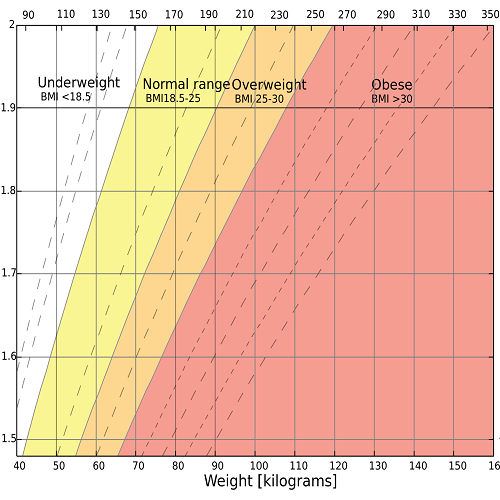 90 110 130 150 170 190 210 230 250 270 290 310 330 350
2
Underweight Normal range Overweight Obese
BMI <18.5 BMI18.5-25 BMI 25-30 BMI >30
1.9
1.8
1.7
1.6
1.5
40 50 60 70 80 90 100 110 120 130 140 150 16
Weight [kilograms]